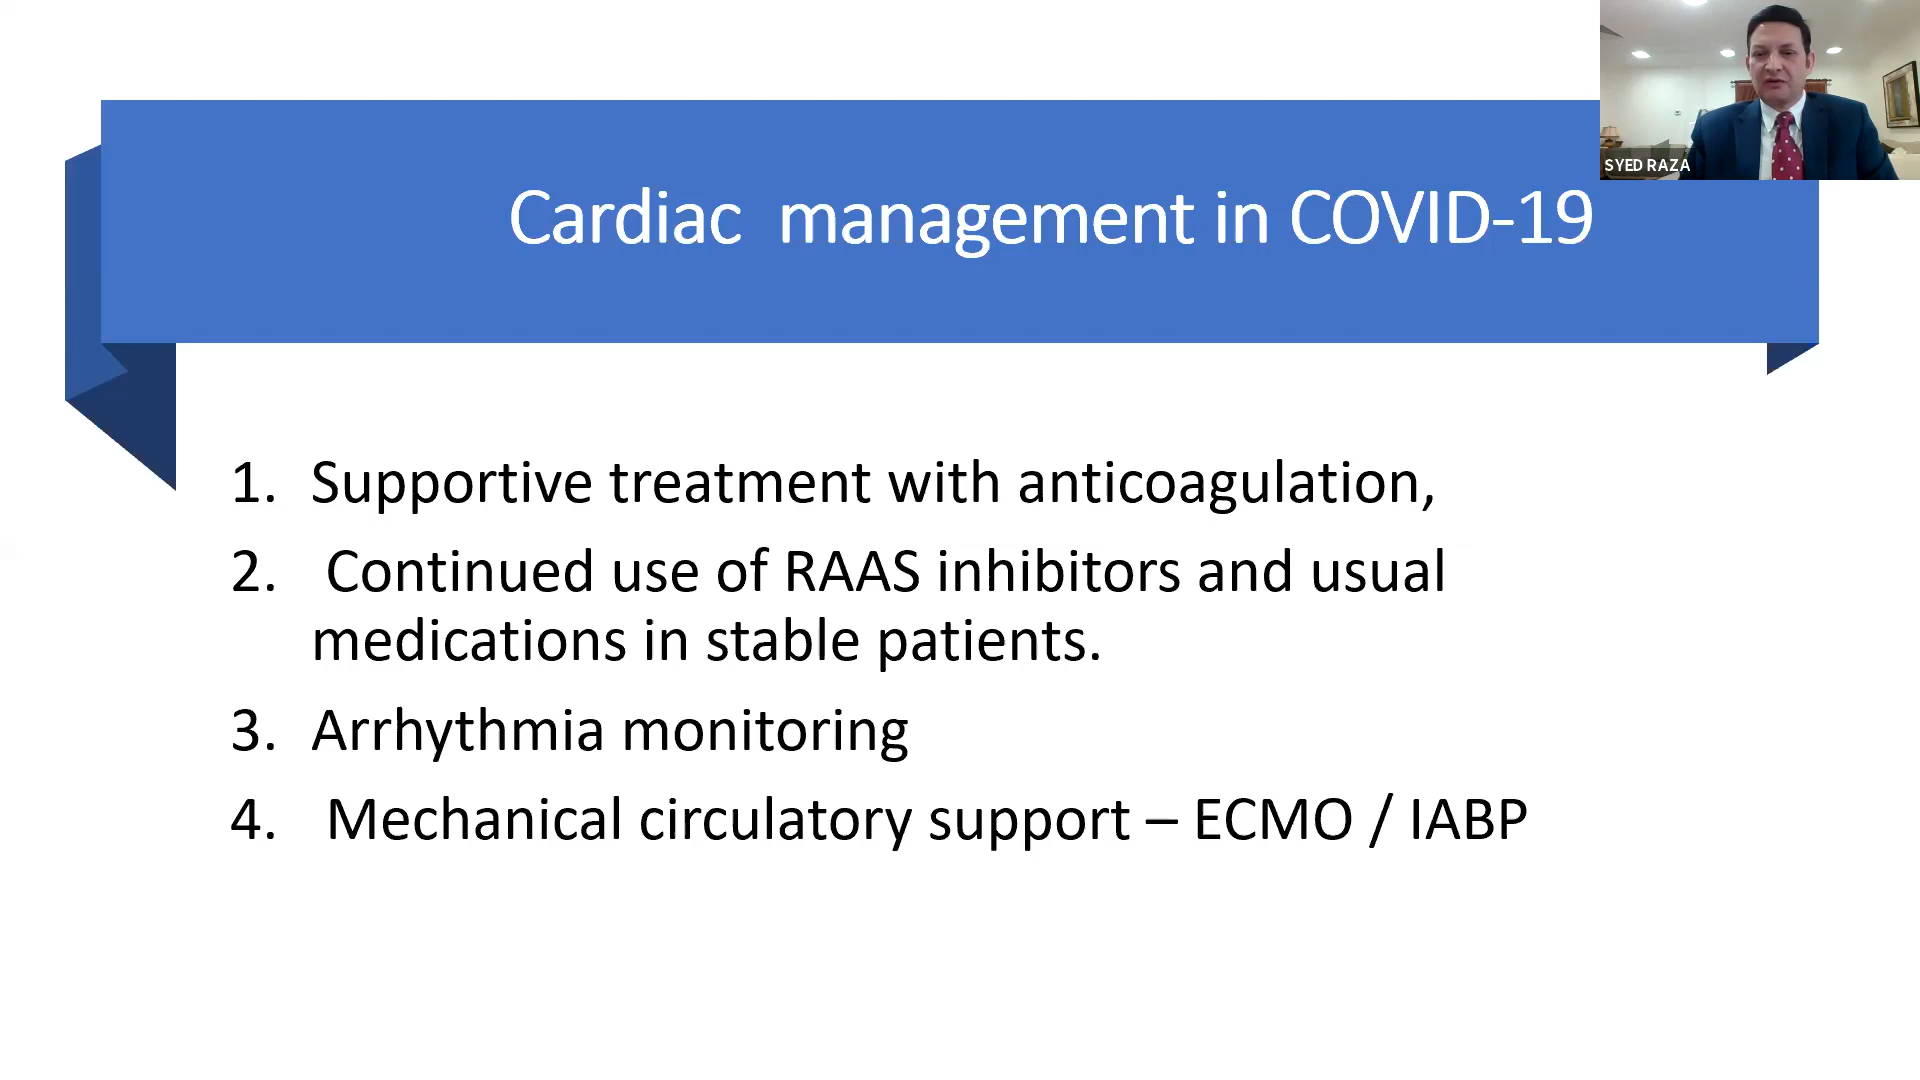 SYED RAZA
Cardiac management in COVID-19
1. Supportive treatment with anticoagulation,
2. Continued use of RAAS inhibitors and usual
medications in stable patients.
3. Arrhythmia monitoring
4. Mechanical circulatory support – ECMO / IABP